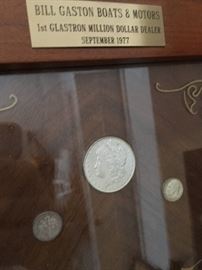 BILL GASTON BOATS & MOTORS
1st GLASTRON MILLION DOLLAR DEALER
SEPTEMBER 1977